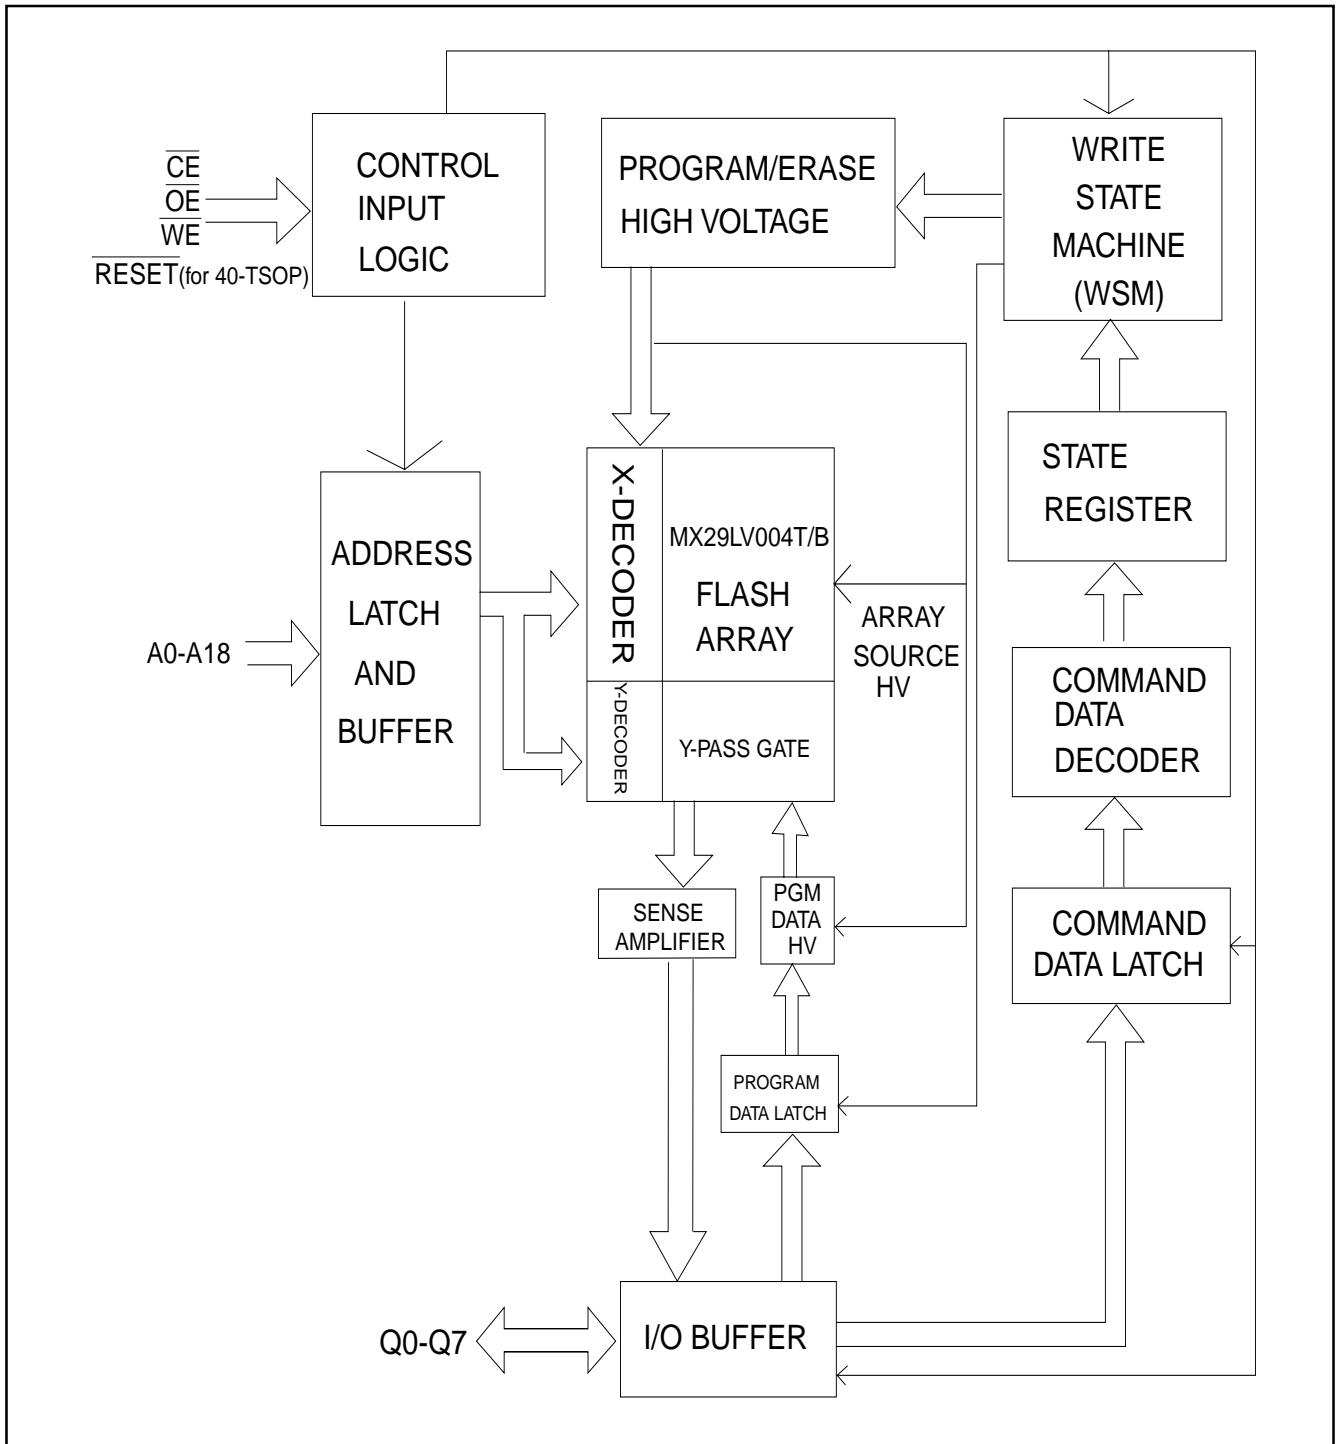 CE
OE
WE
RESET(for 40-TSOP)
CONTROL
INPUT
LOGIC
PROGRAM/ERASE
HIGH VOLTAGE
WRITE
STATE
MACHINE
(WSM)
STATE
REGISTER
A0-A18
ADDRESS
LATCH
AND
BUFFER
X-DECODER
MX29LV004T/B
FLASH
ARRAY
ARRAY
SOURCE
HV
Y-DECODER
Y-PASS GATE
COMMAND
DATA
DECODER
SENSE
AMPLIFIER
PGM
DATA
HV
COMMAND
DATA LATCH
PROGRAM
DATA LATCH
Q0-Q7
I/O BUFFER